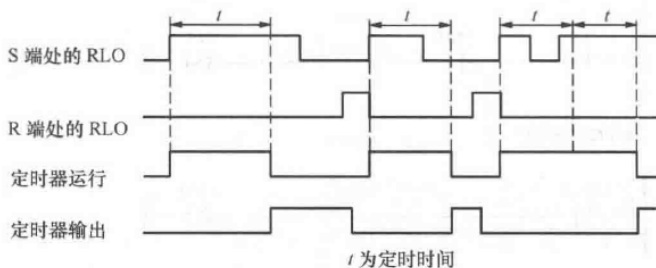 t t t t
S 端处的 RLO
R 端处的 RLO
定时器运行
定时器输出
t 为定时时间